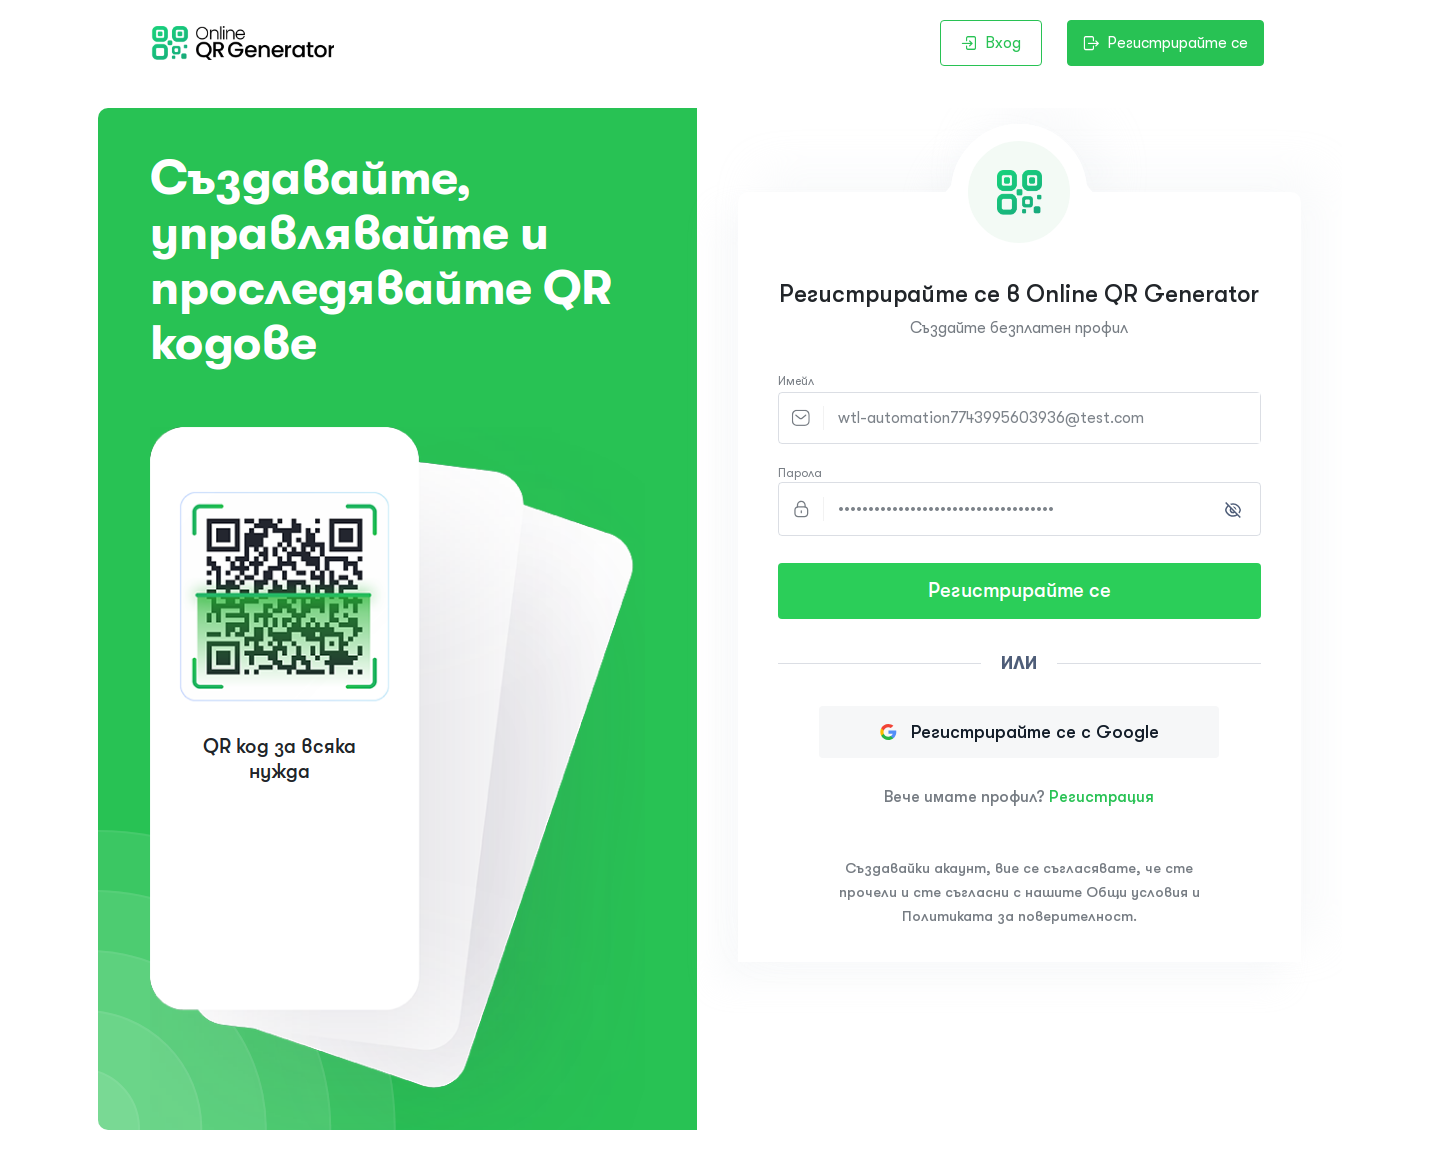 Online
QR Generator
Вход
Регистрирайте се
Създавайте,
управлявайте и
проследявайте QR
кодове
QR код за всяка
нужда
Регистрирайте се в Online QR Generator
Създайте безплатен профил
Имейл
wtl-automation7743995603936@test.com
Парола
Регистрирайте се
ИЛИ
Регистрирайте се с Google
Вече имате профил? Регистрация
Създавайки акаунт, вие се съгласявате, че сте
прочели и сте съгласни с нашите Общи условия и
Политиката за поверителност.